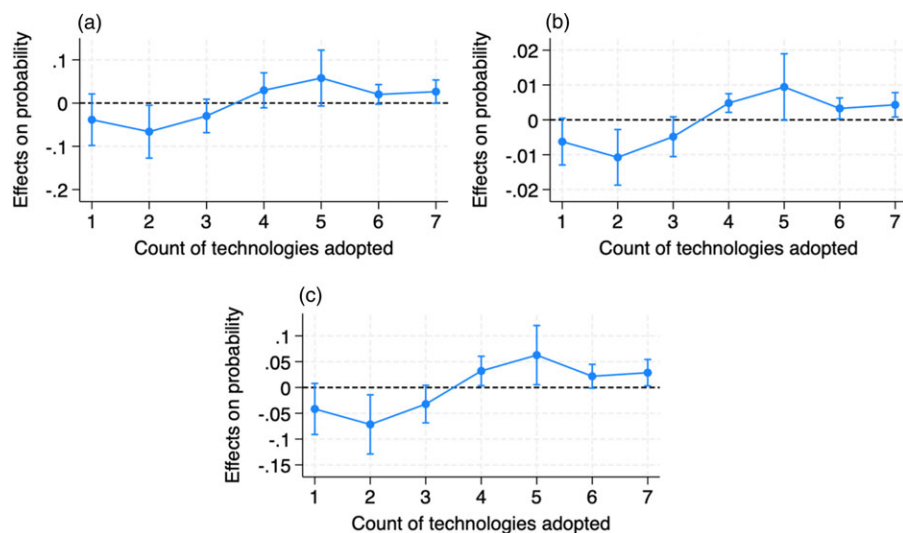 (a)
Effects on probability
.1
0
-.1
-.2
1 2 3 4 5 6 7
Count of technologies adopted
(b)
Effects on probability
.02
.01
0
-.01
-.02
1 2 3 4 5 6 7
Count of technologies adopted
(c)
Effects on probability
.1
.05
0
-.05
-.1
-.15
1 2 3 4 5 6 7
Count of technologies adopted